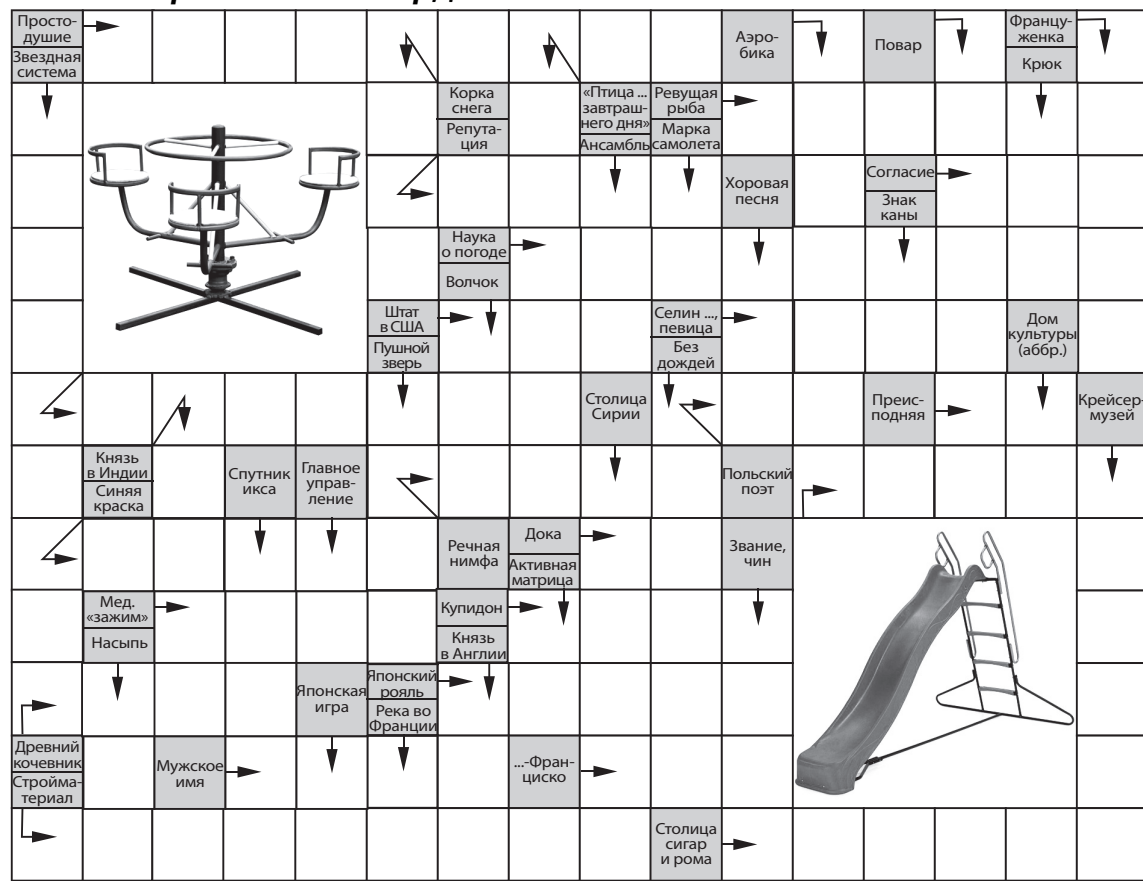 Просто-
душие
Звездная
система
Аэро-
бика
Повар
Францу-
женка
Крюк
Корка
снега
Репута-
ция
«Птица ...
завтраш-
него дня»
Ансамбль
Ревущая
рыба
Марка
самолета
Хоровая
песня
Согласие
Знак
каны
Наука
о погоде
Волчок
Штат
в США
Пушной
зверь
Селин ...,
певица
Без
дождей
Дом
культуры
(аббр.)
Столица
Сирии
Преис-
подняя
Крейсер-
музей
Князь
в Индии
Синяя
краска
Спутник
икса
Главное
управ-
ление
Польский
поэт
Речная
нимфа
Дока
Активная
матрица
Звание,
чин
Мед.
«зажим»
Насыпь
Купидон
Князь
в Англии
Японская
игра
Японский
рояль
Река во
Франции
Древний
кочевник
Стройма-
териал
Мужское
имя
...-Фран-
циско
Столица
сигар
и рома